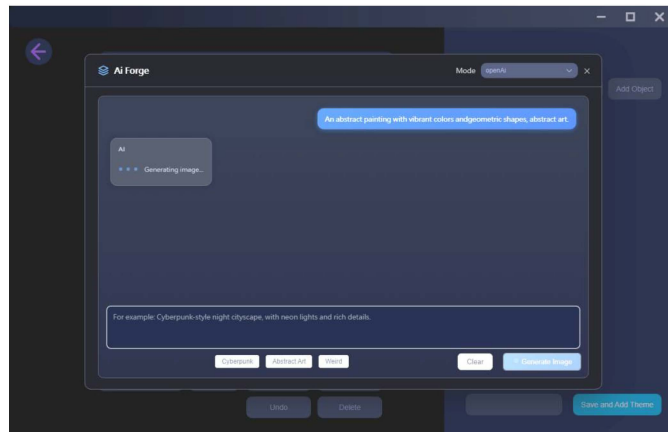 Ai Forge
Mode openAi
Add Object
An abstract painting with vibrant colors andgeometric shapes, abstract art.
AI
Generating image...
For example: Cyberpunk-style night cityscape, with neon lights and rich details.
Cyberpunk Abstract Art Weird Clear Generate Image
Undo Delete
Save and Add Theme